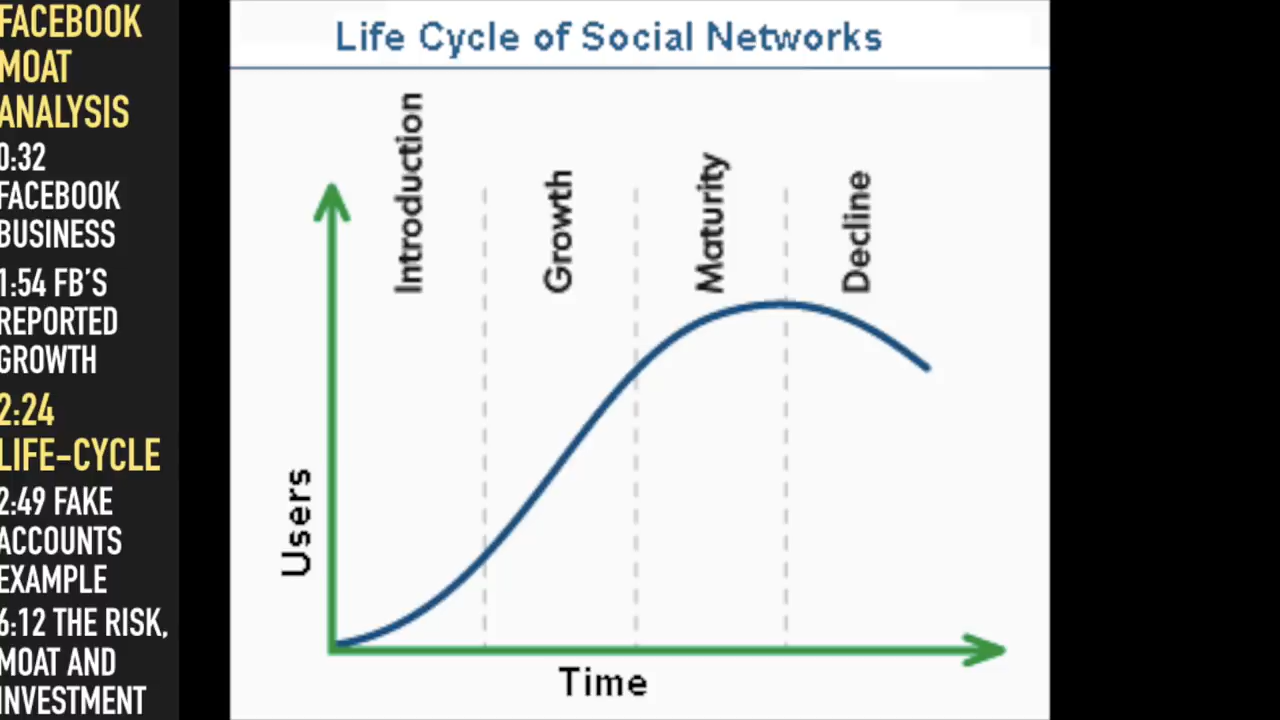 FACEBOOK
MOAT
ANALYSIS
0:32
FACEBOOK
BUSINESS
1:54 FB'S
REPORTED
GROWTH
2:24
LIFE-CYCLE
2:49 FAKE
ACCOUNTS
EXAMPLE
6:12 THE RISK,
MOAT AND
INVESTMENT
Life Cycle of Social Networks
Introduction
Growth
Maturity
Decline
Users
Time